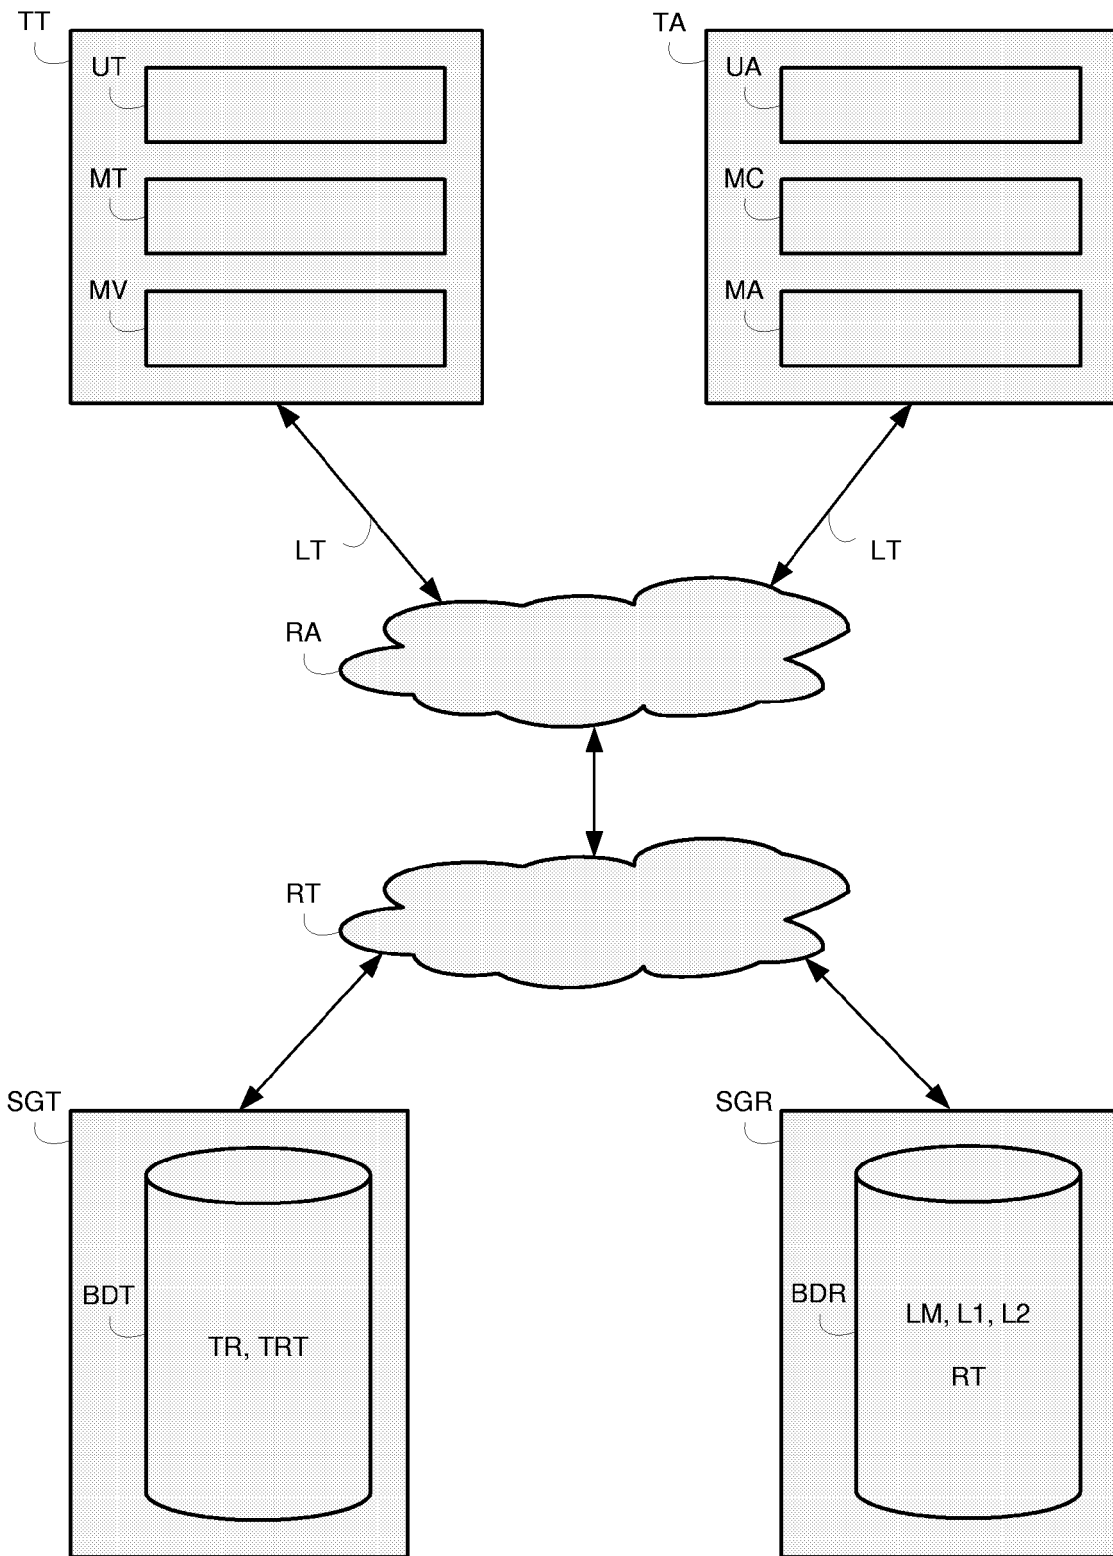 TT
TA
UT
UA
MT
MC
MV
MA
LT
LT
RA
RT
SGT
SGR
BDT
BDR
TR, TRT
LM, L1, L2
RT